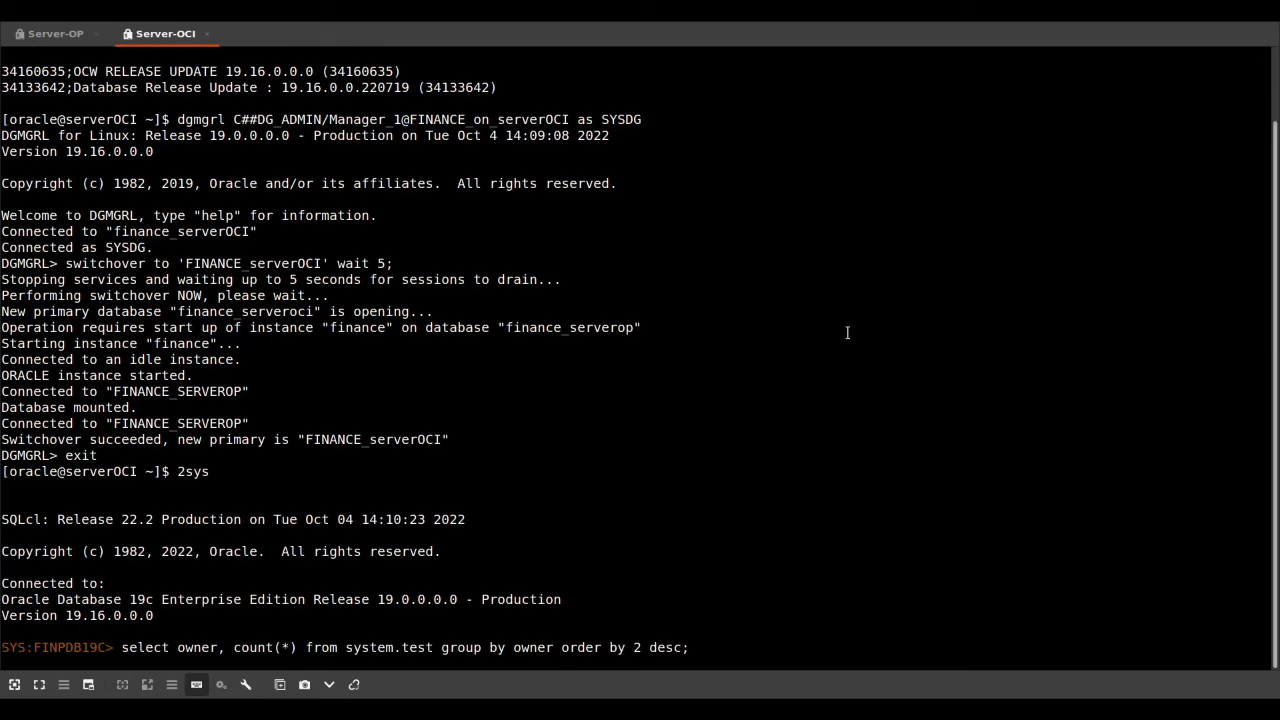 Server-OP ×
Server-OCI ×
34160635;OCW RELEASE UPDATE 19.16.0.0.0 (34160635)
34133642;Database Release Update : 19.16.0.0.220719 (34133642)
[oracle@serverOCI ~]$ dgmgrl C##DG_ADMIN/Manager_1@FINANCE_on_serverOCI as SYSDG
DGMGRL for Linux: Release 19.0.0.0.0 - Production on Tue Oct 4 14:09:08 2022
Version 19.16.0.0.0
Copyright (c) 1982, 2019, Oracle and/or its affiliates.  All rights reserved.
Welcome to DGMGRL, type "help" for information.
Connected to "finance_serverOCI"
Connected as SYSDG.
DGMGRL> switchover to 'FINANCE_serverOCI' wait 5;
Stopping services and waiting up to 5 seconds for sessions to drain...
Performing switchover NOW, please wait...
New primary database "finance_serveroci" is opening...
Operation requires start up of instance "finance" on database "finance_serverop"
Starting instance "finance"...
Connected to an idle instance.
ORACLE instance started.
Connected to "FINANCE_SERVEROP"
Database mounted.
Connected to "FINANCE_SERVEROP"
Switchover succeeded, new primary is "FINANCE_serverOCI"
DGMGRL> exit
[oracle@serverOCI ~]$ 2sys
SQLcl: Release 22.2 Production on Tue Oct 04 14:10:23 2022
Copyright (c) 1982, 2022, Oracle.  All rights reserved.
Connected to:
Oracle Database 19c Enterprise Edition Release 19.0.0.0.0 - Production
Version 19.16.0.0.0
SYS:FINPDB19C> select owner, count(*) from system.test group by owner order by 2 desc;